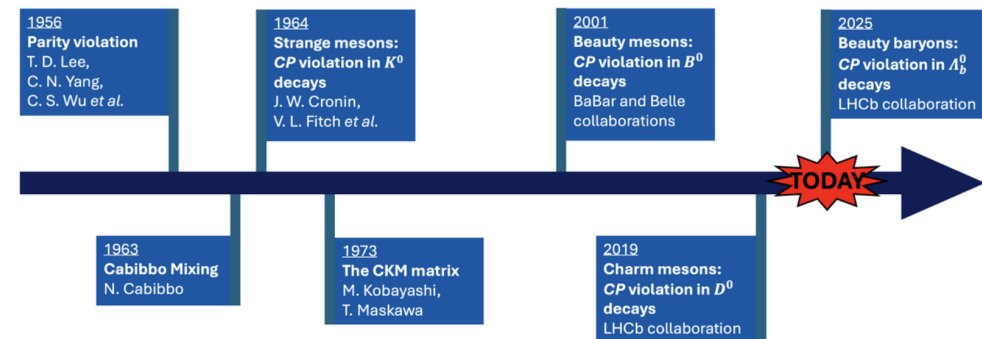 1956
Parity violation
T. D. Lee,
C. N. Yang,
C. S. Wu et al.
1964
Strange mesons:
CP violation in K⁰
decays
J. W. Cronin,
V. L. Fitch et al.
2001
Beauty mesons:
CP violation in B⁰
decays
BaBar and Belle
collaborations
2025
Beauty baryons:
CP violation in Λ_b⁰
decays
LHCb collaboration
TODAY
1963
Cabibbo Mixing
N. Cabibbo
1973
The CKM matrix
M. Kobayashi,
T. Maskawa
2019
Charm mesons:
CP violation in D⁰
decays
LHCb collaboration